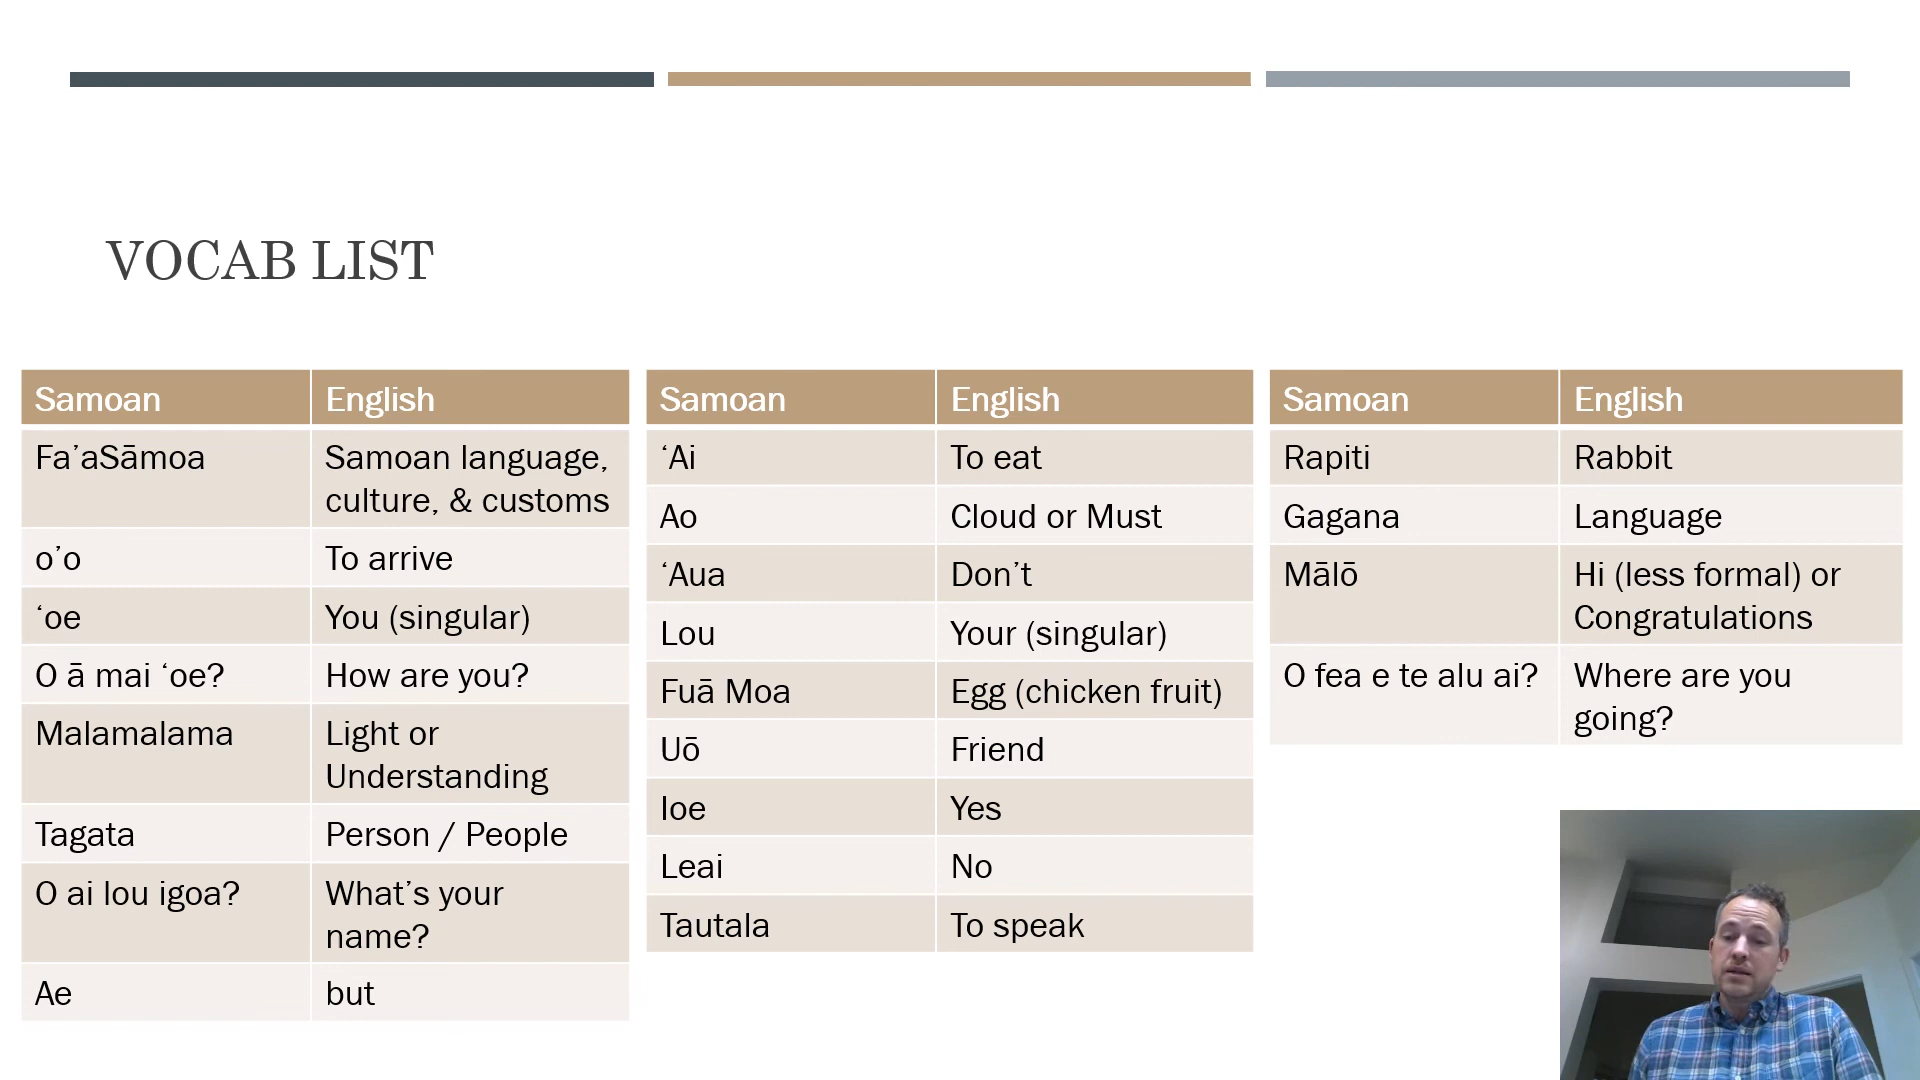 VOCAB LIST
Samoan English
Fa’aSāmoa Samoan language,
culture, & customs
o’o To arrive
‘oe You (singular)
O ā mai ‘oe? How are you?
Malamalama Light or
Understanding
Tagata Person / People
O ai lou igoa? What’s your
name?
Ae but
Samoan English
‘Ai To eat
Ao Cloud or Must
‘Aua Don’t
Lou Your (singular)
Fuā Moa Egg (chicken fruit)
Uō Friend
Ioe Yes
Leai No
Tautala To speak
Samoan English
Rapiti Rabbit
Gagana Language
Mālō Hi (less formal) or
Congratulations
O fea e te alu ai? Where are you
going?